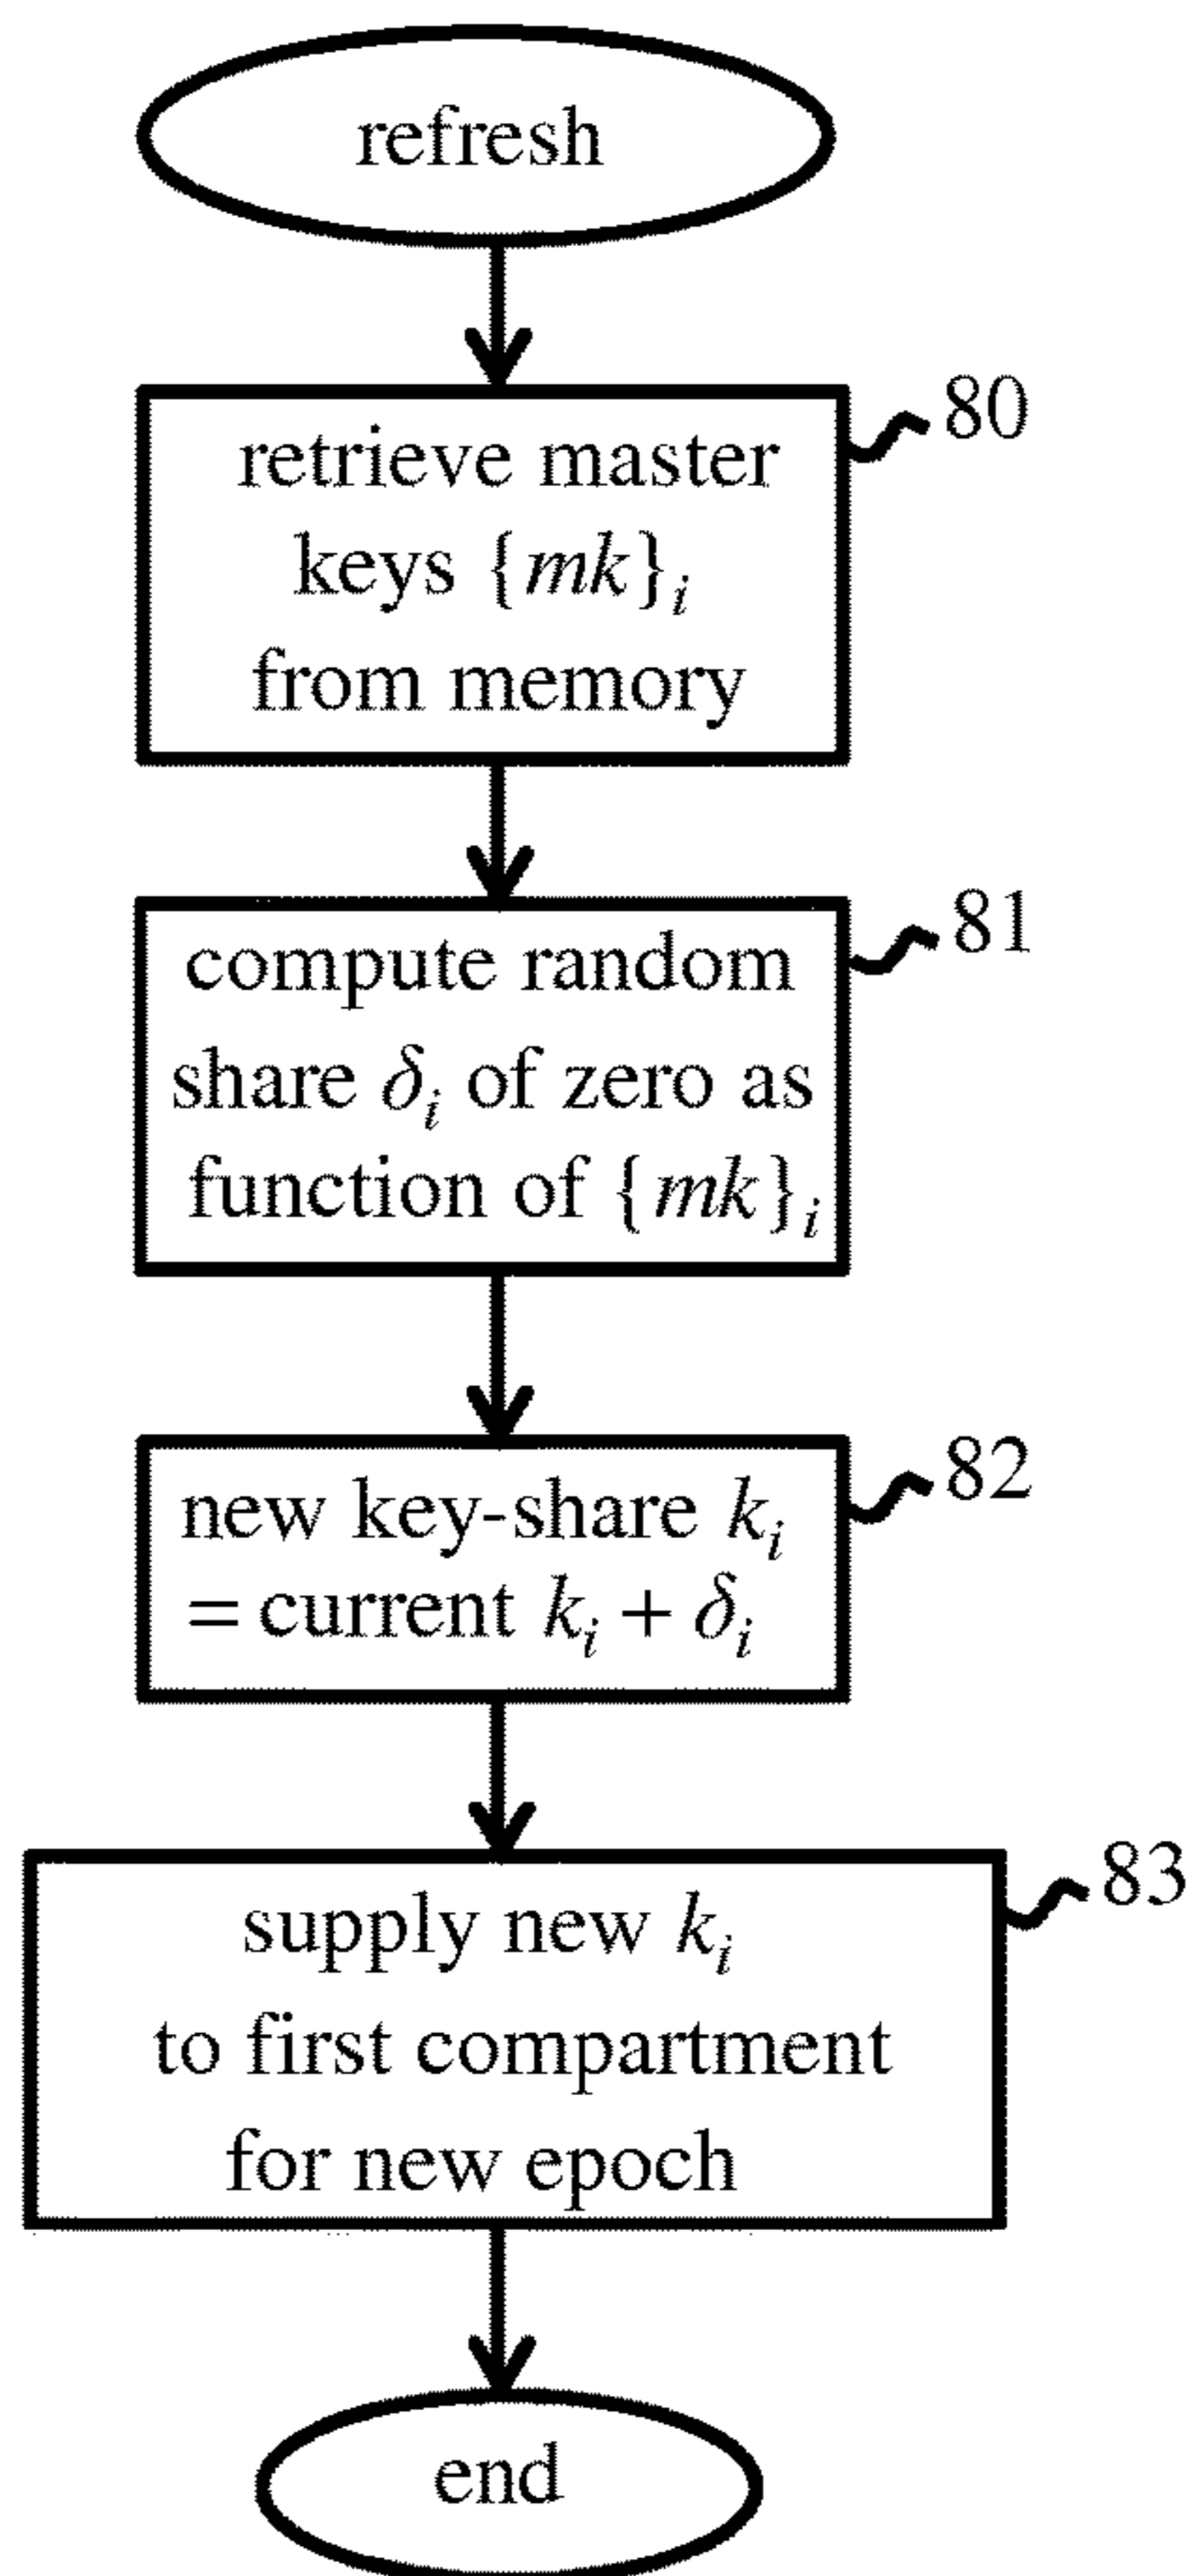 refresh
80
retrieve master
keys {mk}i
from memory
81
compute random
share δi of zero as
function of {mk}i
82
new key-share ki
= current ki + δi
83
supply new ki
to first compartment
for new epoch
end